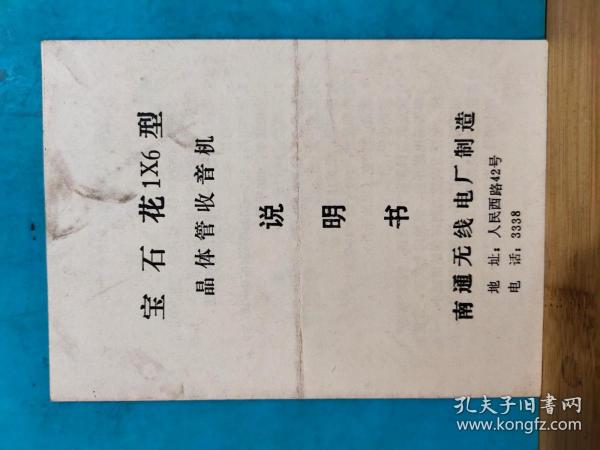 宝石花1X6型
晶体管收音机
说明书
南通无线电厂制造
地址：人民西路42号
电话：3338
孔夫子旧书网
www.kongfz.com